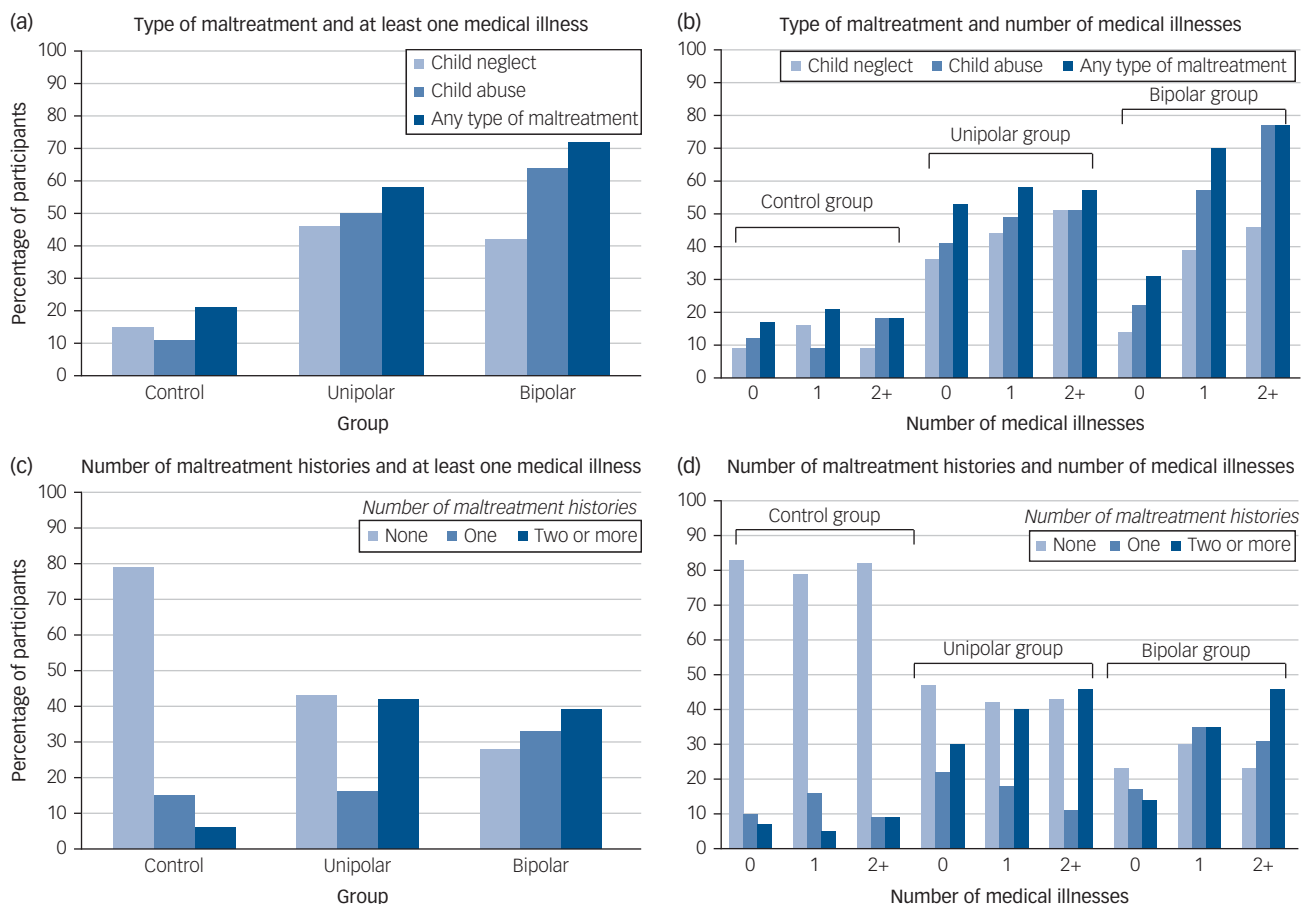 (a) Type of maltreatment and at least one medical illness
Child neglect
Child abuse
Any type of maltreatment
Percentage of participants
100
90
80
70
60
50
40
30
20
10
0
Control Unipolar Bipolar
Group
(b) Type of maltreatment and number of medical illnesses
Child neglect Child abuse Any type of maltreatment
Bipolar group
Unipolar group
Control group
100
90
80
70
60
50
40
30
20
10
0
0 1 2+ 0 1 2+ 0 1 2+
Number of medical illnesses
(c) Number of maltreatment histories and at least one medical illness
Number of maltreatment histories
None One Two or more
Percentage of participants
100
90
80
70
60
50
40
30
20
10
0
Control Unipolar Bipolar
Group
(d) Number of maltreatment histories and number of medical illnesses
Control group
Number of maltreatment histories
None One Two or more
Unipolar group Bipolar group
100
90
80
70
60
50
40
30
20
10
0
0 1 2+ 0 1 2+ 0 1 2+
Number of medical illnesses